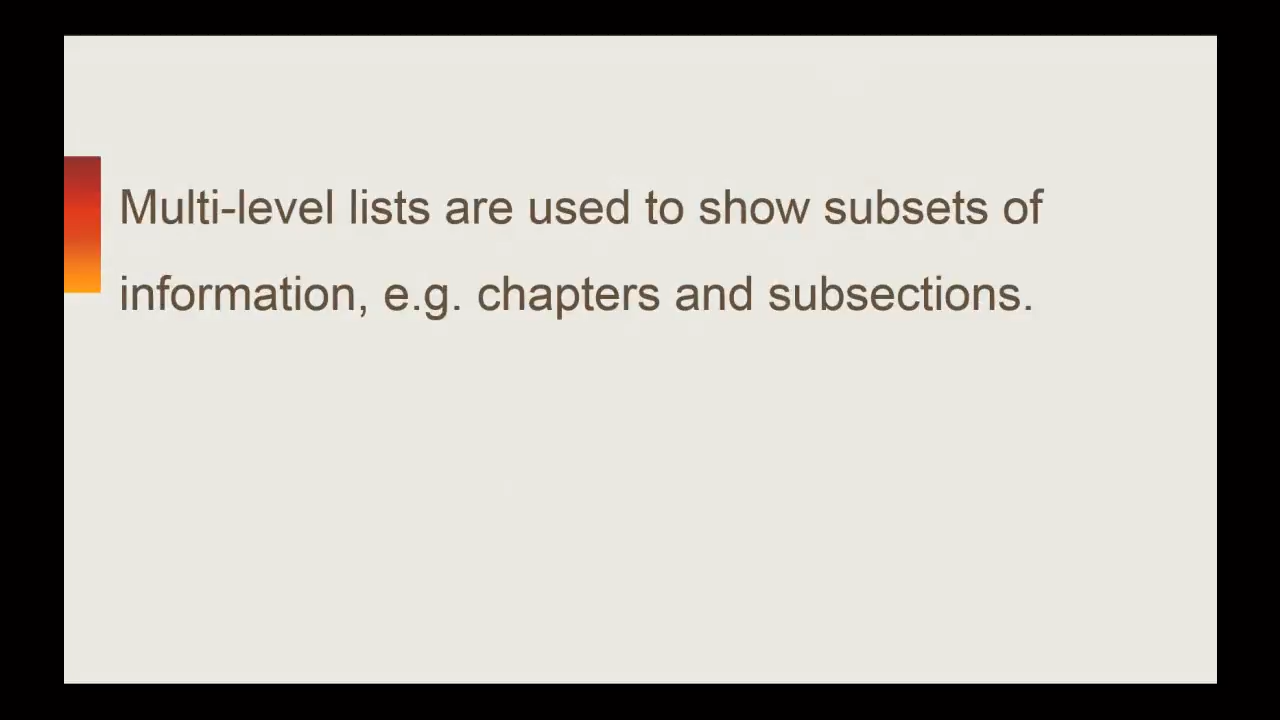 Multi-level lists are used to show subsets of
information, e.g. chapters and subsections.